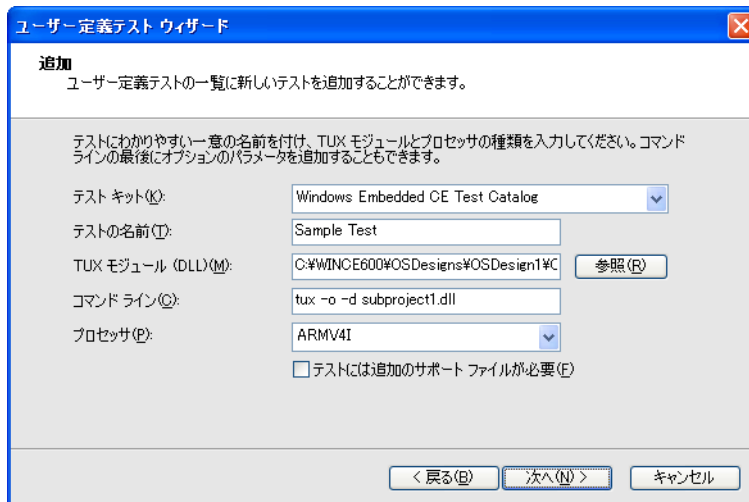 ユーザー定義テスト ウィザード
追加
ユーザー定義テストの一覧に新しいテストを追加することができます。
テストにわかりやすい一意の名前を付け、TUX モジュールとプロセッサの種類を入力してください。コマンド
ラインの最後にオプションのパラメータを追加することもできます。
テスト キット(K): Windows Embedded CE Test Catalog
テストの名前(T): Sample Test
TUX モジュール (DLL)(M): C:¥WINCE600¥OSDesigns¥OSDesign1¥C 参照(R)
コマンド ライン(C): tux -o -d subproject1.dll
プロセッサ(P): ARMV4I
テストには追加のサポート ファイルが必要(F)
< 戻る(B) 次へ(N) > キャンセル